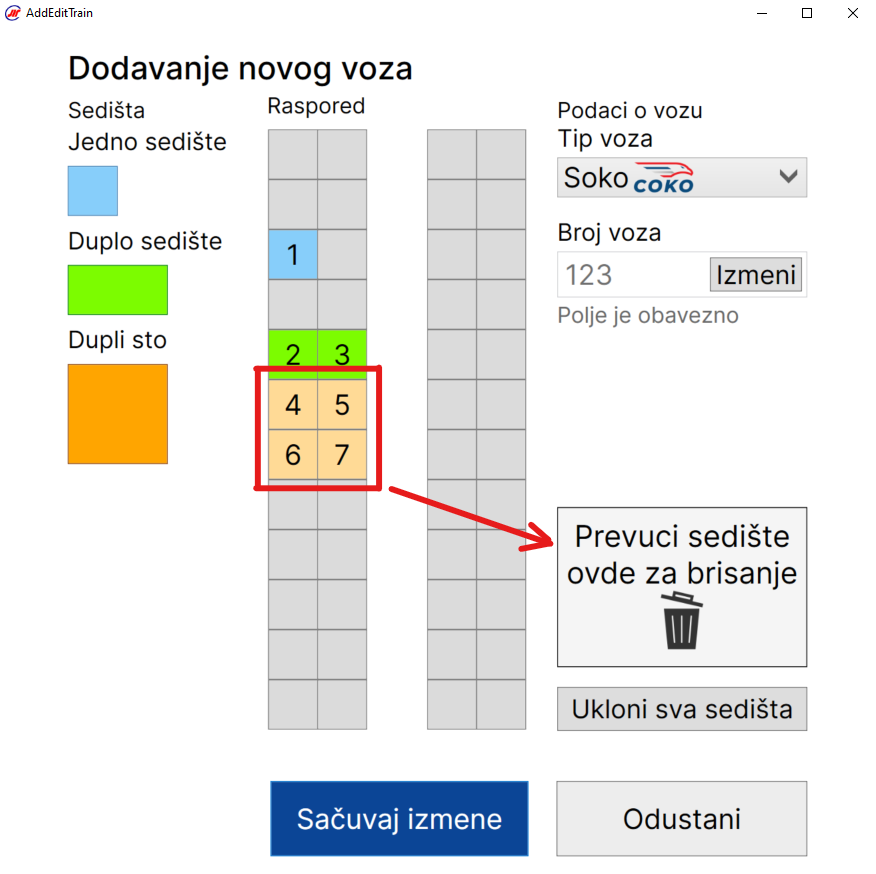 AddEditTrain
Dodavanje novog voza
Sedišta
Jedno sedište
Duplo sedište
Dupli sto
Raspored
1
2 3
4 5
6 7
Podaci o vozu
Tip voza
Soko СОКО
Broj voza
123 Izmeni
Polje je obavezno
Prevuci sedište
ovde za brisanje
Ukloni sva sedišta
Sačuvaj izmene
Odustani